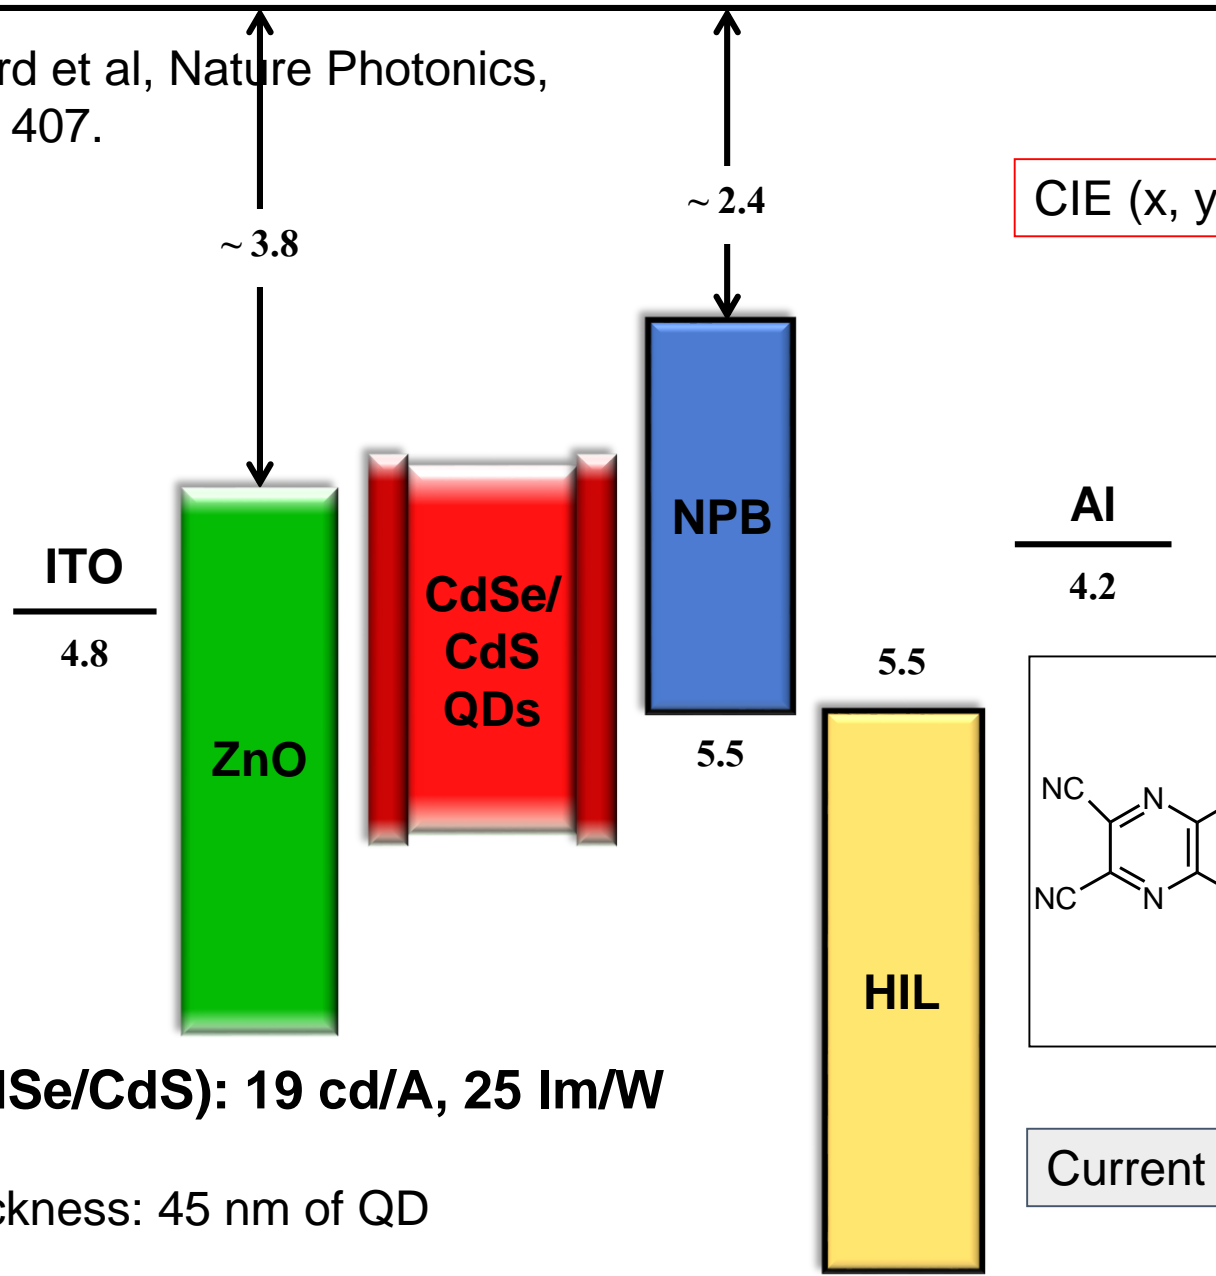 rd et al, Nature Photonics,
407.
~ 3.8
~ 2.4
CIE (x, y
ITO
4.8
ZnO
CdSe/
CdS
QDs
NPB
5.5
5.5
HIL
Al
4.2
NC
N
NC
N
dSe/CdS): 19 cd/A, 25 lm/W
ckness: 45 nm of QD
Current